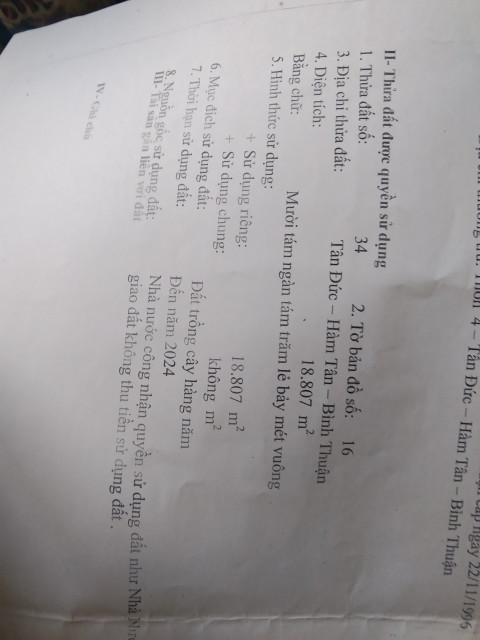 cấp ngày 22/11/1996
Thôn 4 – Tân Đức – Hàm Tân – Bình Thuận
II- Thửa đất được quyền sử dụng
1. Thửa đất số: 34 2. Tờ bản đồ số: 16
3. Địa chỉ thửa đất: Tân Đức – Hàm Tân – Bình Thuận
4. Diện tích: 18.807 m²
Bằng chữ: Mười tám ngàn tám trăm lẻ bảy mét vuông
5. Hình thức sử dụng:
+ Sử dụng riêng: 18.807 m²
+ Sử dụng chung: không m²
6. Mục đích sử dụng đất: Đất trồng cây hàng năm
7. Thời hạn sử dụng đất: Đến năm 2024
8. Nguồn gốc sử dụng đất: Nhà nước công nhận quyền sử dụng đất như Nhà Nước
giao đất không thu tiền sử dụng đất .
III- Tài sản gắn liền với đất
IV. Ghi chú